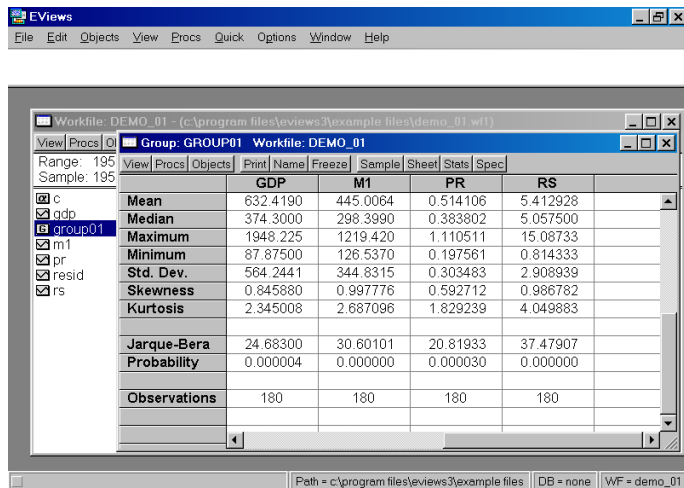 EViews
File Edit Objects View Procs Quick Options Window Help
Workfile: DEMO_01 - (c:\program files\eviews3\example files\demo_01.wf1)
View Procs
Group: GROUP01 Workfile: DEMO_01
Range: 195
View Procs Objects Print Name Freeze Sample Sheet Stats Spec
Sample: 195
GDP M1 PR RS
c
gdp
group01
m1
pr
resid
rs
Mean 632.4190 445.0064 0.514106 5.412928
Median 374.3000 298.3990 0.383802 5.057500
Maximum 1948.225 1219.420 1.110511 15.08733
Minimum 87.87500 126.5370 0.197561 0.814333
Std. Dev. 564.2441 344.8315 0.303483 2.908939
Skewness 0.845880 0.997776 0.592712 0.986782
Kurtosis 2.345008 2.687096 1.829239 4.049883
Jarque-Bera 24.68300 30.60101 20.81933 37.47907
Probability 0.000004 0.000000 0.000030 0.000000
Observations 180 180 180 180
Path = c:\program files\eviews3\example files DB = none WF = demo_01